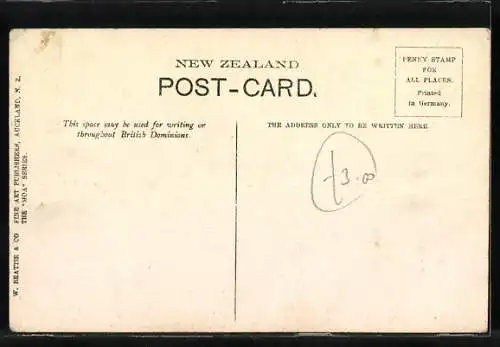 NEW ZEALAND
POST-CARD.
PENNY STAMP
FOR
ALL PLACES.
Printed
in Germany.
This space may be used for writing or
throughout British Dominions.
THE ADDRESS ONLY TO BE WRITTEN HERE
3.00
W. BEATTIE & CO FINE ART PUBLISHERS, AUCKLAND, N. Z.
THE "MOA" SERIES.